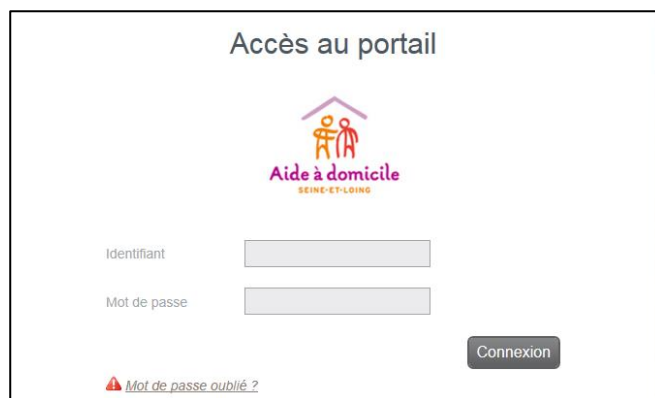 Accès au portail
Aide à domicile
SEINE-ET-LOING
Identifiant
Mot de passe
Connexion
Mot de passe oublié ?